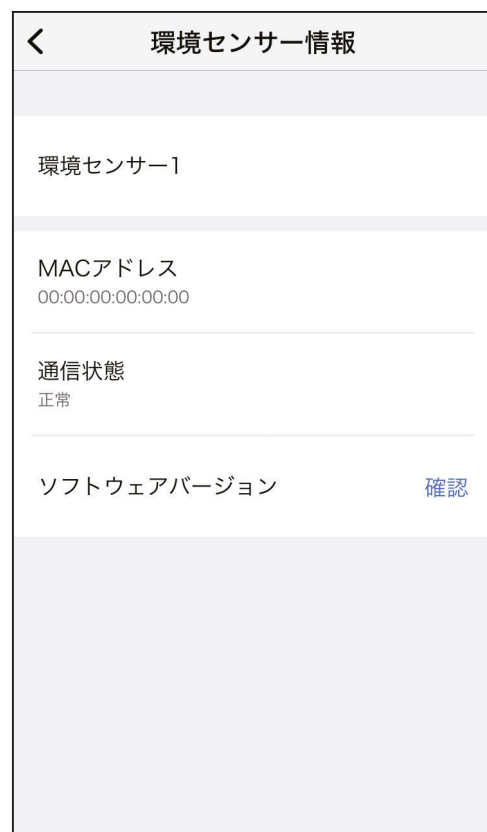 環境センサー情報
環境センサー1
MACアドレス
00:00:00:00:00:00
通信状態
正常
ソフトウェアバージョン 確認